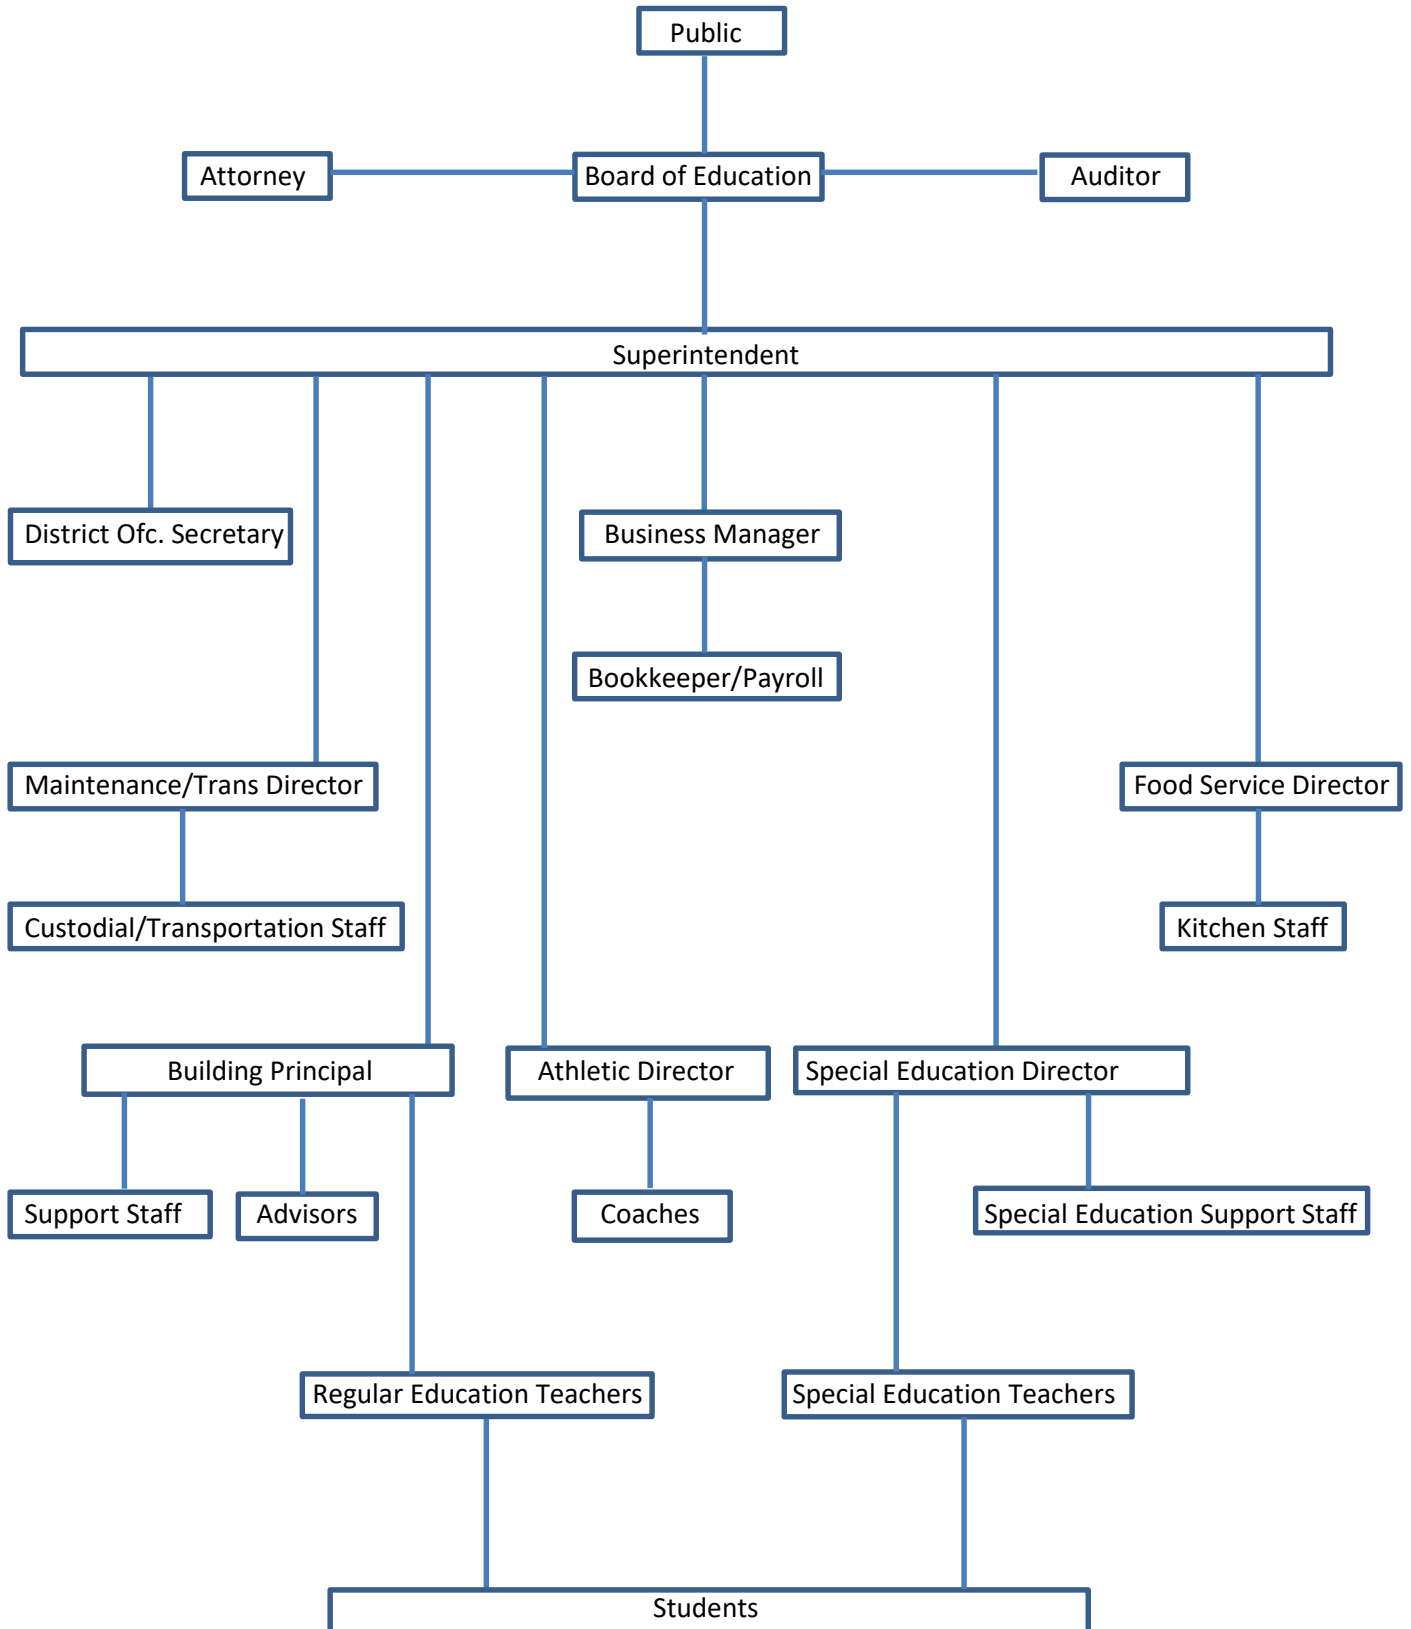 Public
Attorney
Board of Education
Auditor
Superintendent
District Ofc. Secretary
Business Manager
Bookkeeper/Payroll
Maintenance/Trans Director
Food Service Director
Custodial/Transportation Staff
Kitchen Staff
Building Principal
Athletic Director
Special Education Director
Support Staff
Advisors
Coaches
Special Education Support Staff
Regular Education Teachers
Special Education Teachers
Students